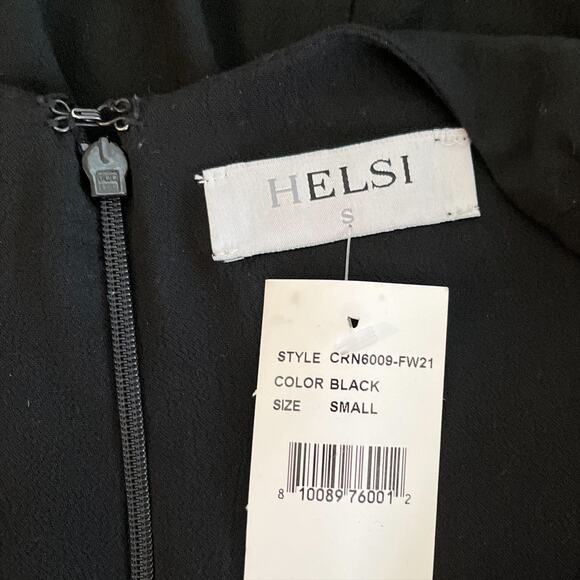 HELSI
S
STYLE CRN6009-FW21
COLOR BLACK
SIZE SMALL
8 10089 76001 2